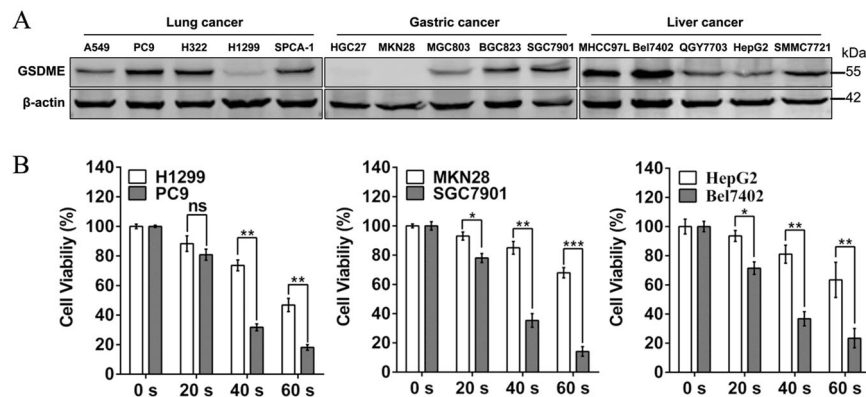 A
Lung cancer Gastric cancer Liver cancer
A549 PC9 H322 H1299 SPCA-1 HGC27 MKN28 MGC803 BGC823 SGC7901 MHCC97L Bel7402 QGY7703 HepG2 SMMC7721 kDa
GSDME 55
β-actin 42
B
Cell Viabiliy (%)
140
120
100
80
60
40
20
0
H1299
PC9
ns ** **
0 s 20 s 40 s 60 s
Cell Viabiliy (%)
140
120
100
80
60
40
20
0
MKN28
SGC7901
* ** ***
0 s 20 s 40 s 60 s
Cell Viabiliy (%)
140
120
100
80
60
40
20
0
HepG2
Bel7402
* ** **
0 s 20 s 40 s 60 s